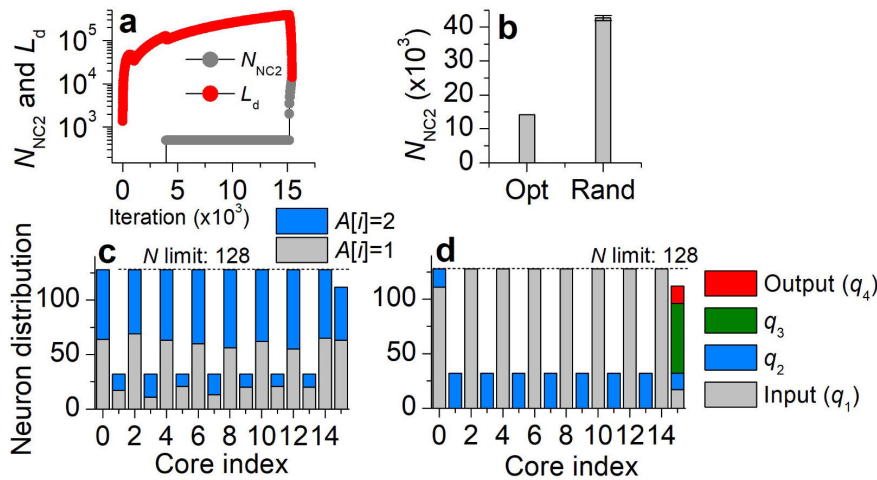 a
N_NC2 and L_d
10^5
10^4
10^3
N_NC2
L_d
0 5 10 15
Iteration (x10^3)
b
N_NC2 (x10^3)
40
30
20
10
0
Opt Rand
A[i]=2
A[i]=1
c
N limit: 128
Neuron distribution
100
50
0
0 2 4 6 8 10 12 14
Core index
d
N limit: 128
100
50
0
0 2 4 6 8 10 12 14
Core index
Output (q_4)
q_3
q_2
Input (q_1)